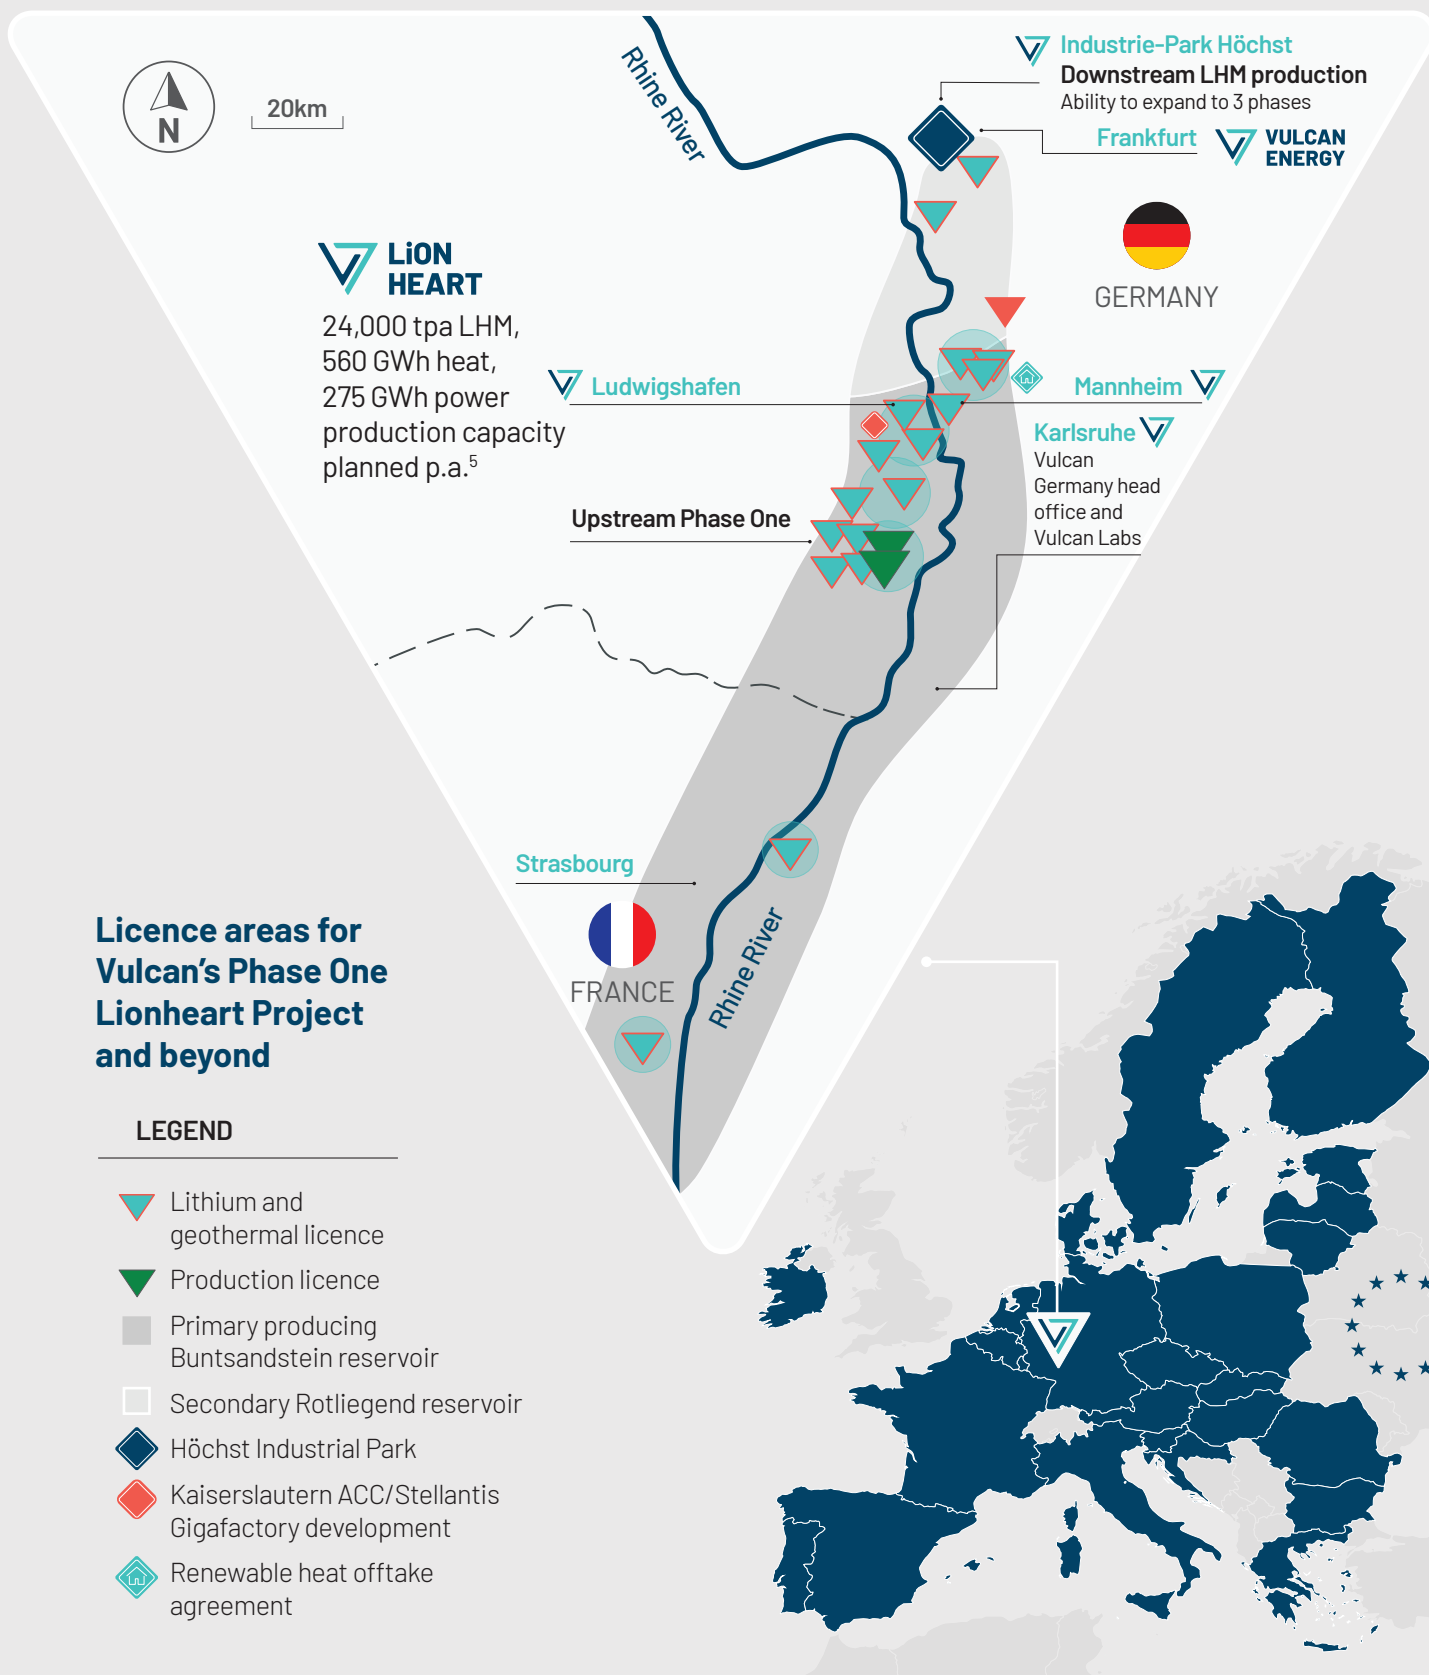 Industrie-Park Höchst
Downstream LHM production
Ability to expand to 3 phases
Frankfurt
VULCAN
ENERGY
N
20km
Rhine River
GERMANY
LiON
HEART
24,000 tpa LHM,
560 GWh heat,
275 GWh power
production capacity
planned p.a.5
Ludwigshafen
Mannheim
Karlsruhe
Vulcan
Germany head
office and
Vulcan Labs
Upstream Phase One
Strasbourg
FRANCE
Rhine River
Licence areas for
Vulcan's Phase One
Lionheart Project
and beyond
LEGEND
Lithium and
geothermal licence
Production licence
Primary producing
Buntsandstein reservoir
Secondary Rotliegend reservoir
Höchst Industrial Park
Kaiserslautern ACC/Stellantis
Gigafactory development
Renewable heat offtake
agreement